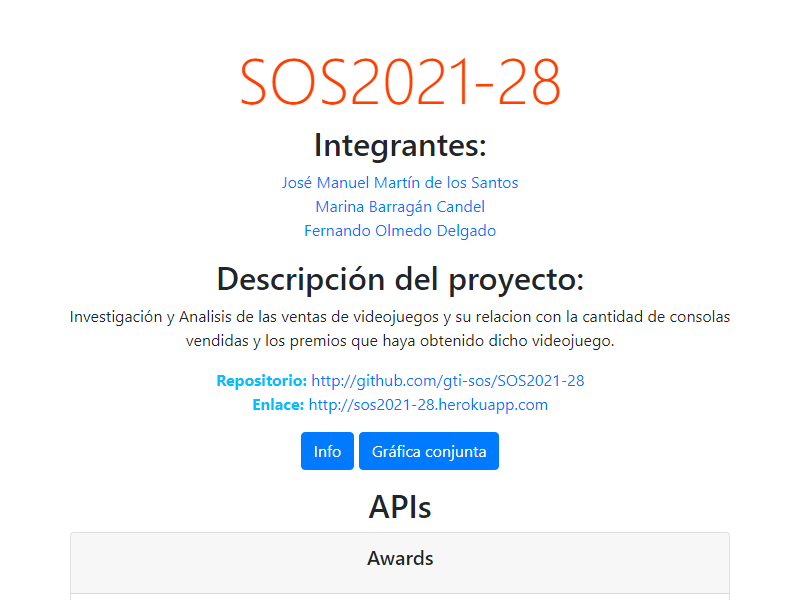 SOS2021-28
Integrantes:
José Manuel Martín de los Santos
Marina Barragán Candel
Fernando Olmedo Delgado
Descripción del proyecto:
Investigación y Analisis de las ventas de videojuegos y su relacion con la cantidad de consolas
vendidas y los premios que haya obtenido dicho videojuego.
Repositorio: http://github.com/gti-sos/SOS2021-28
Enlace: http://sos2021-28.herokuapp.com
Info Gráfica conjunta
APIs
Awards